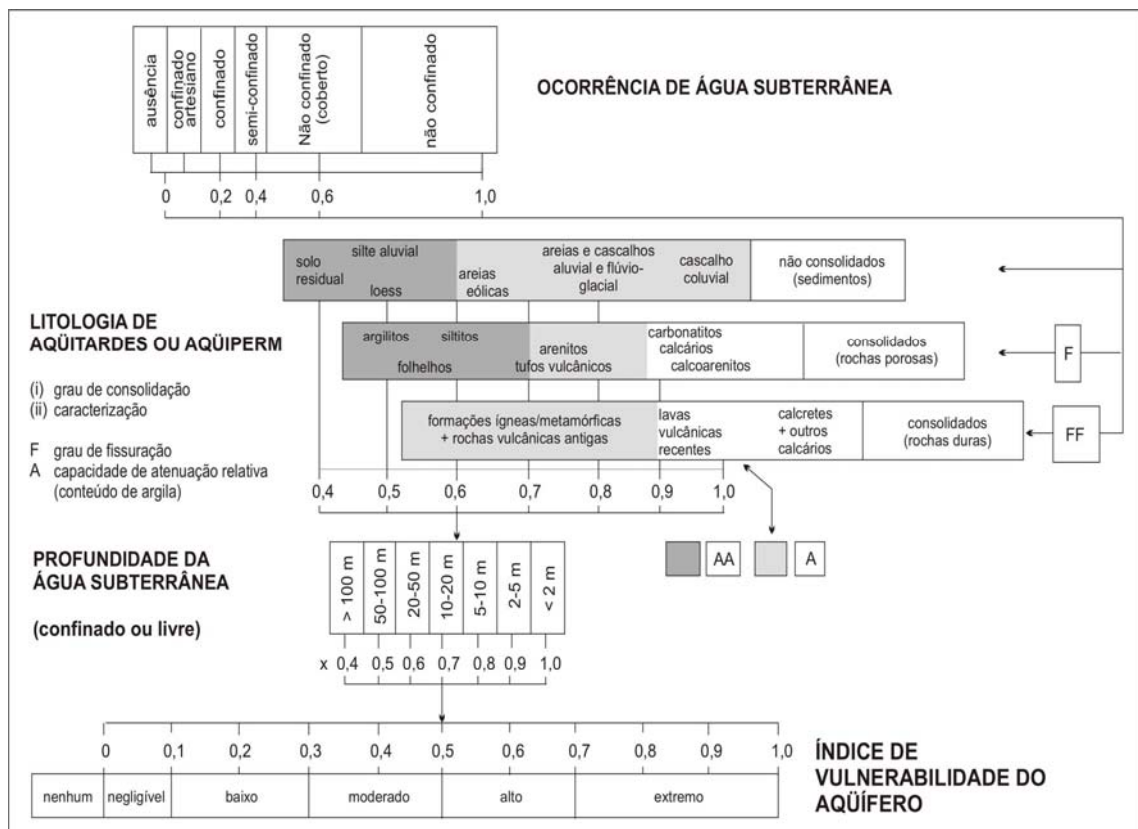 ausência
confinado
artesiano
confinado
semi-confinado
Não confinado
(coberto)
não confinado
OCORRÊNCIA DE ÁGUA SUBTERRÂNEA
0 0,2 0,4 0,6 1,0
solo
residual
silte aluvial
loess
areias
eólicas
areias e cascalhos
aluvial e flúvio-
glacial
cascalho
coluvial
não consolidados
(sedimentos)
LITOLOGIA DE
AQÜITARDES OU AQÜIPERM
(i) grau de consolidação
(ii) caracterização
F grau de fissuração
A capacidade de atenuação relativa
(conteúdo de argila)
argilitos
siltitos
folhelhos
arenitos
tufos vulcânicos
carbonatitos
calcários
calcoarenitos
consolidados
(rochas porosas)
F
formações ígneas/metamórficas
+ rochas vulcânicas antigas
lavas
vulcânicas
recentes
calcretes
+ outros
calcários
consolidados
(rochas duras)
FF
0,4 0,5 0,6 0,7 0,8 0,9 1,0
AA
A
PROFUNDIDADE DA
ÁGUA SUBTERRÂNEA
(confinado ou livre)
> 100 m
50-100 m
20-50 m
10-20 m
5-10 m
2-5 m
< 2 m
x 0,4 0,5 0,6 0,7 0,8 0,9 1,0
0 0,1 0,2 0,3 0,4 0,5 0,6 0,7 0,8 0,9 1,0
nenhum negligível baixo moderado alto extremo
ÍNDICE DE
VULNERABILIDADE DO
AQÜÍFERO